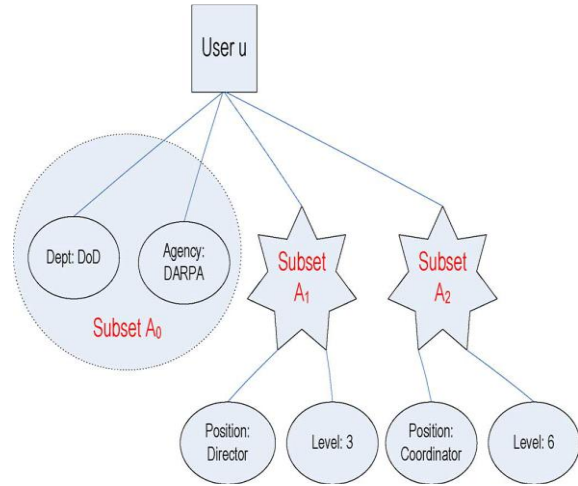 User u
Dept: DoD
Agency:
DARPA
Subset A₀
Subset
A₁
Subset
A₂
Position:
Director
Level: 3
Position:
Coordinator
Level: 6